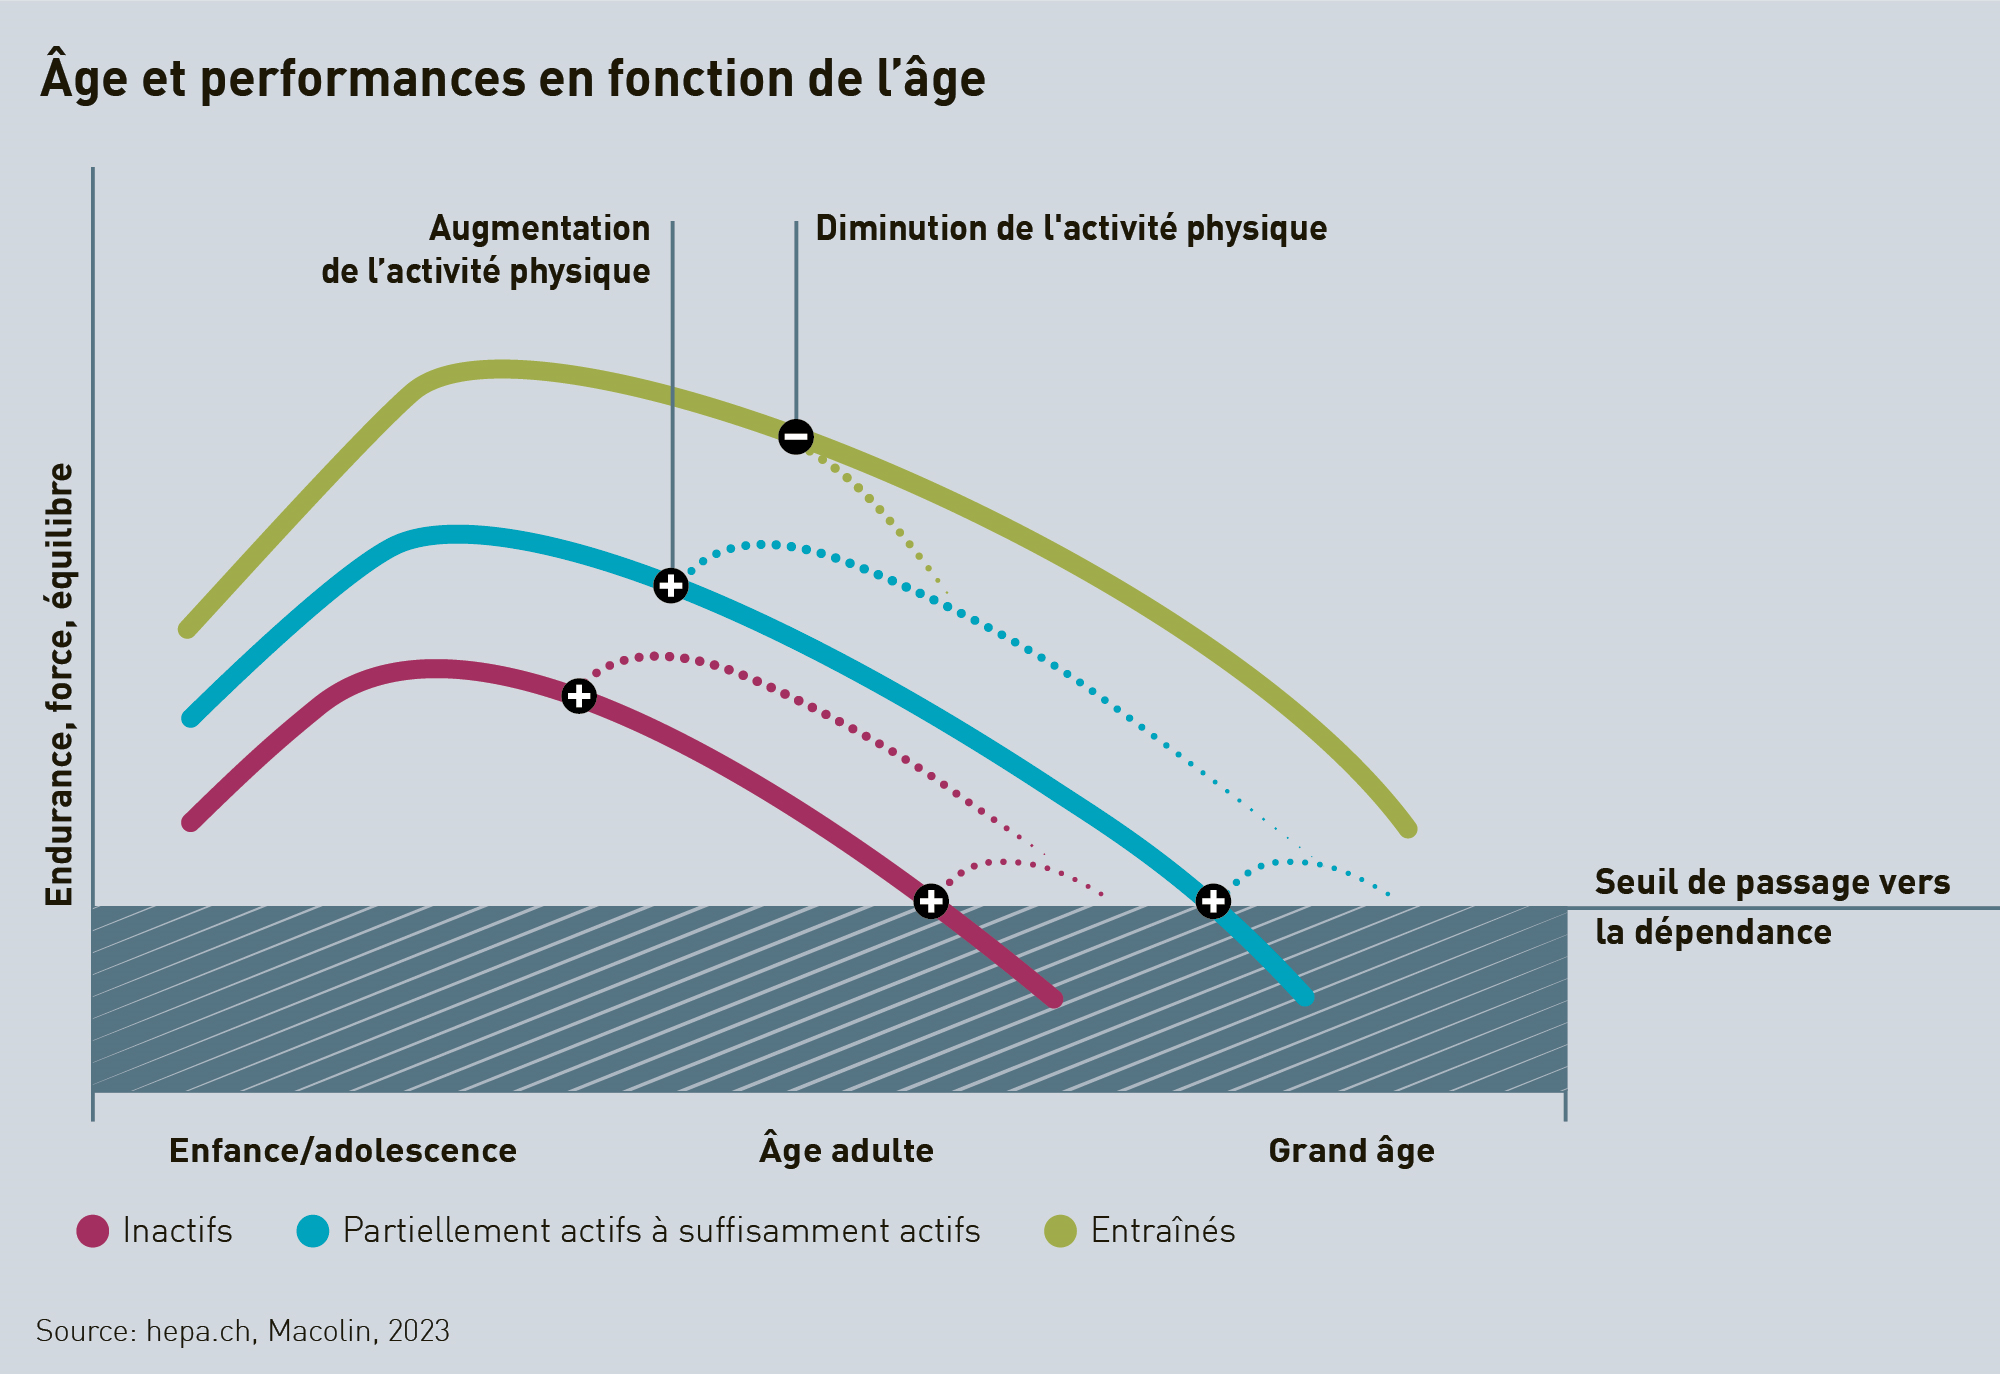 Âge et performances en fonction de l’âge
Augmentation
de l’activité physique
Diminution de l'activité physique
Endurance, force, équilibre
Seuil de passage vers
la dépendance
Enfance/adolescence
Âge adulte
Grand âge
Inactifs
Partiellement actifs à suffisamment actifs
Entraînés
Source: hepa.ch, Macolin, 2023